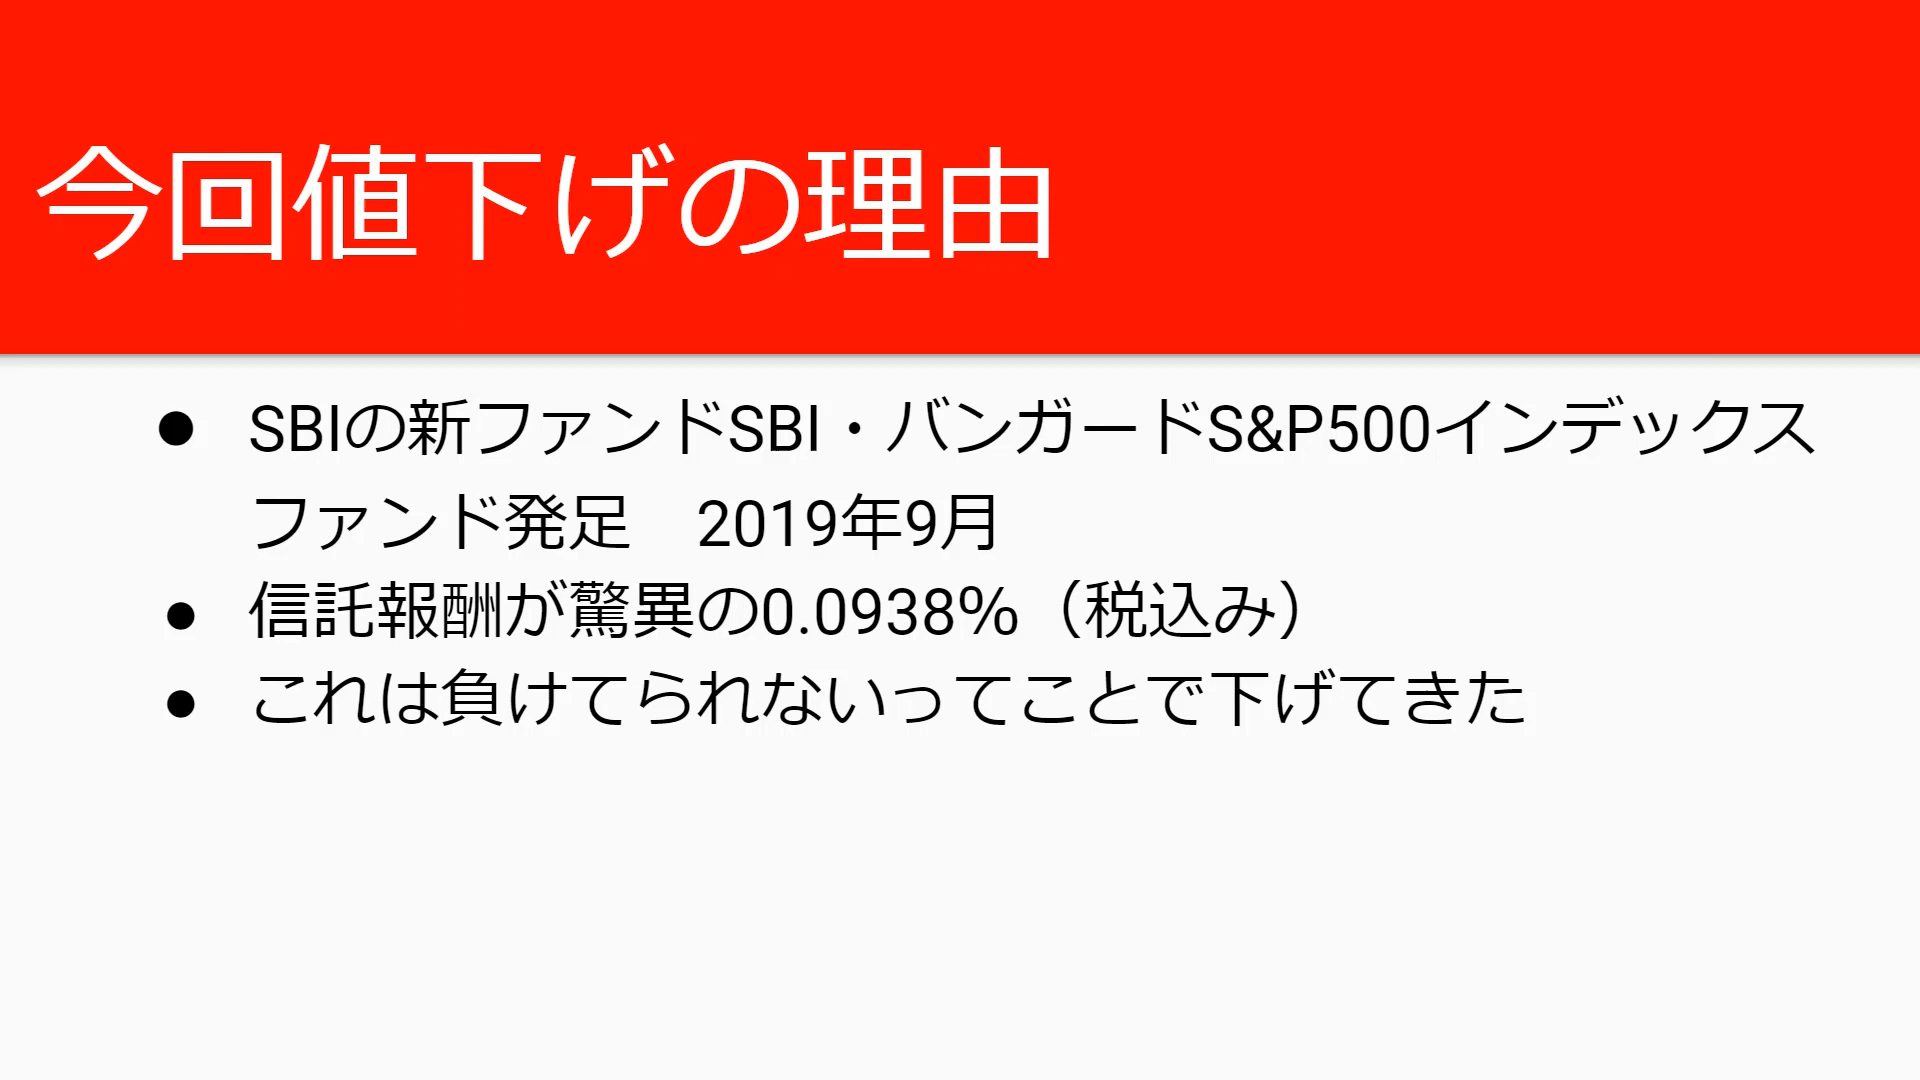 今回値下げの理由
● SBIの新ファンドSBI・バンガードS&P500インデックス
ファンド発足　2019年9月
● 信託報酬が驚異の0.0938％（税込み）
● これは負けてられないってことで下げてきた